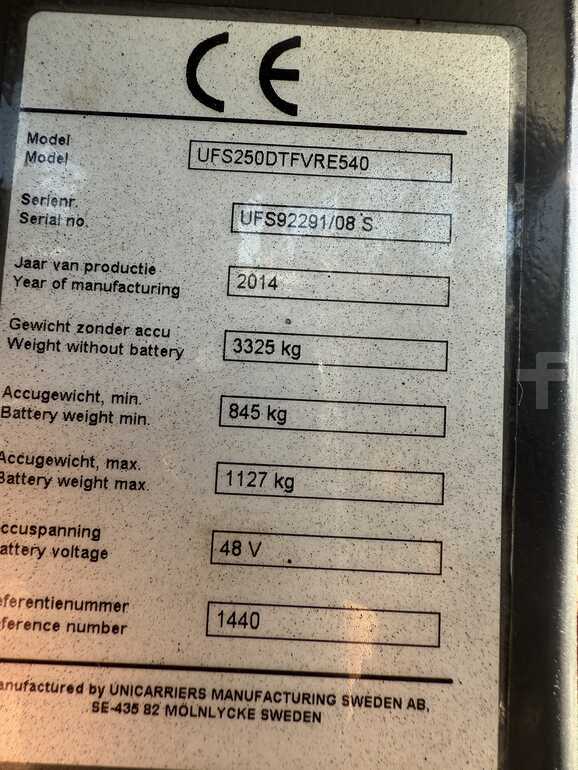 CE
Model
Model
UFS250DTFVRE540
Serienr.
Serial no.
UFS92291/08 S
Jaar van productie
Year of manufacturing
2014
Gewicht zonder accu
Weight without battery
3325 kg
Accugewicht, min.
Battery weight min.
845 kg
Accugewicht, max.
Battery weight max.
1127 kg
ccuspanning
attery voltage
48 V
eferentienummer
eference number
1440
anufactured by UNICARRIERS MANUFACTURING SWEDEN AB,
SE-435 82 MÖLNLYCKE SWEDEN